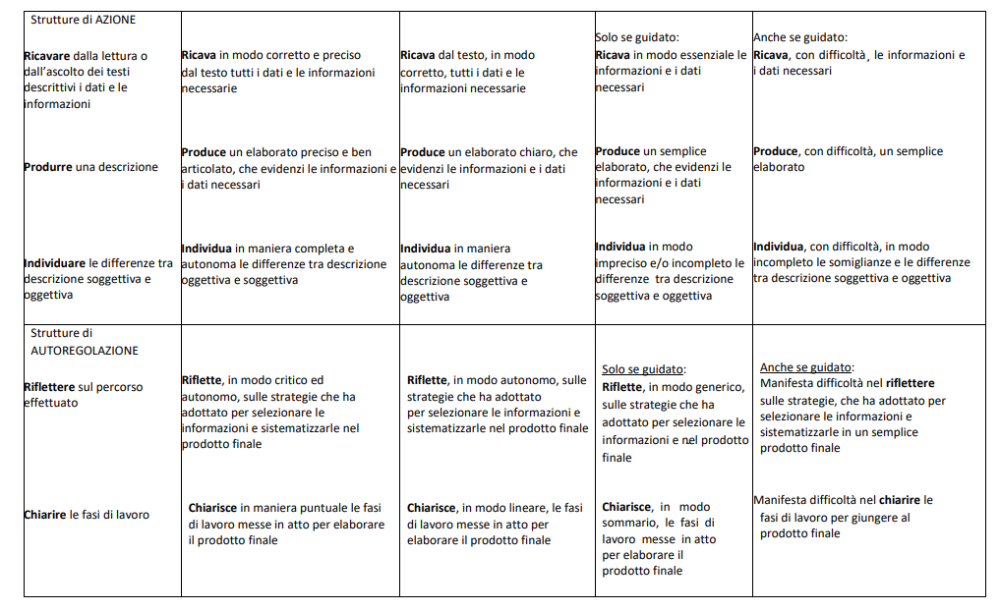 Strutture di AZIONE
Ricavare dalla lettura o
dall’ascolto dei testi
descrittivi i dati e le
informazioni
Produrre una descrizione
Individuare le differenze tra
descrizione soggettiva e
oggettiva
Ricava in modo corretto e preciso
dal testo tutti i dati e le informazioni
necessarie
Produce un elaborato preciso e ben
articolato, che evidenzi le informazioni e
i dati necessari
Individua in maniera completa e
autonoma le differenze tra descrizione
oggettiva e soggettiva
Ricava dal testo, in modo
corretto, tutti i dati e le
informazioni necessarie
Produce un elaborato chiaro, che
evidenzi le informazioni e i dati
necessari
Individua in maniera
autonoma le differenze tra
descrizione soggettiva e
oggettiva
Solo se guidato:
Ricava in modo essenziale le
informazioni e i dati
necessari
Produce un semplice
elaborato, che evidenzi le
informazioni e i dati
necessari
Individua in modo
impreciso e/o incompleto le
differenze tra descrizione
soggettiva e oggettiva
Anche se guidato:
Ricava, con difficoltà, le informazioni e
i dati necessari
Produce, con difficoltà, un semplice
elaborato
Individua, con difficoltà, in modo
incompleto le somiglianze e le differenze
tra descrizione soggettiva e oggettiva
Strutture di
AUTOREGOLAZIONE
Riflettere sul percorso
effettuato
Chiarire le fasi di lavoro
Riflette, in modo critico ed
autonomo, sulle strategie che ha
adottato per selezionare le
informazioni e sistematizzarle nel
prodotto finale
Chiarisce in maniera puntuale le fasi
di lavoro messe in atto per elaborare
il prodotto finale
Riflette, in modo autonomo, sulle
strategie che ha adottato
per selezionare le informazioni e
sistematizzarle nel prodotto finale
Chiarisce, in modo lineare, le fasi
di lavoro messe in atto per
elaborare il prodotto finale
Solo se guidato:
Riflette, in modo generico,
sulle strategie che ha
adottato per selezionare le
informazioni e nel prodotto
finale
Chiarisce, in modo
sommario, le fasi di
lavoro messe in atto
per elaborare il
prodotto finale
Anche se guidato:
Manifesta difficoltà nel riflettere
sulle strategie, che ha adottato per
selezionare le informazioni e
sistematizzarle in un semplice
prodotto finale
Manifesta difficoltà nel chiarire le
fasi di lavoro per giungere al
prodotto finale